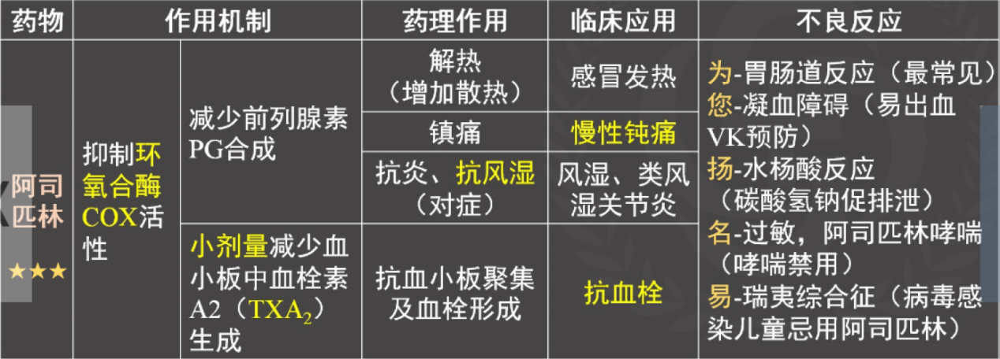 药物
作用机制
药理作用
临床应用
不良反应
阿司
匹林
★★★
抑制环
氧合酶
COX活
性
减少前列腺素
PG合成
解热
（增加散热）
感冒发热
镇痛
慢性钝痛
抗炎、抗风湿
（对症）
风湿、类风
湿关节炎
小剂量减少血
小板中血栓素
A2（TXA₂）
生成
抗血小板聚集
及血栓形成
抗血栓
为-胃肠道反应（最常见）
您-凝血障碍（易出血
VK预防）
扬-水杨酸反应
（碳酸氢钠促排泄）
名-过敏，阿司匹林哮喘
（哮喘禁用）
易-瑞夷综合征（病毒感
染儿童忌用阿司匹林）